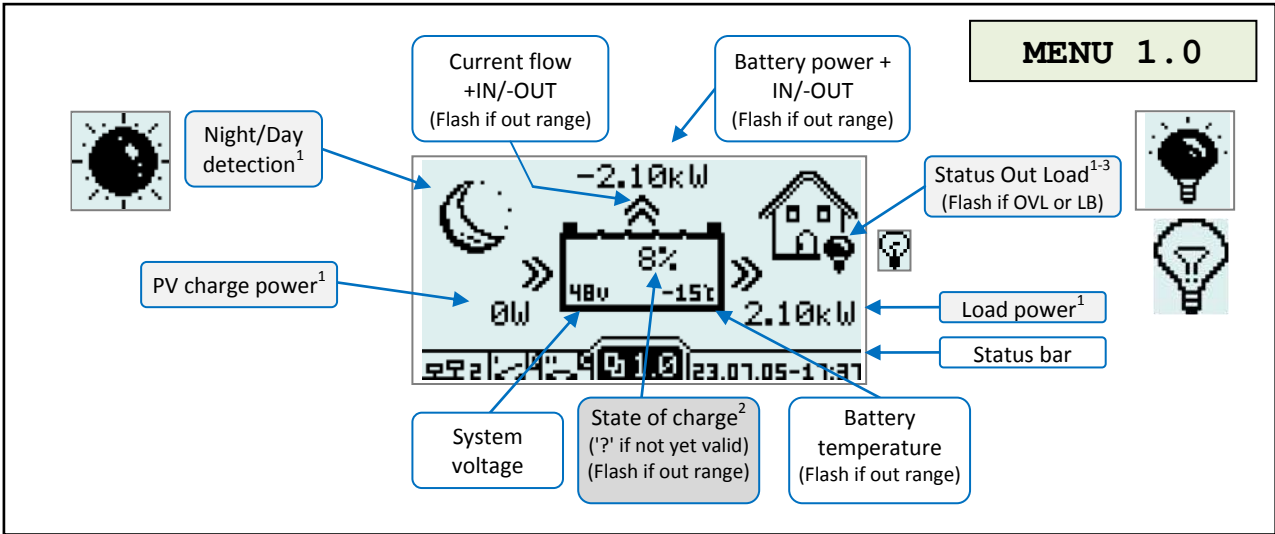 MENU 1.0
Current flow
+IN/-OUT
(Flash if out range)
Battery power +
IN/-OUT
(Flash if out range)
Night/Day
detection1
Status Out Load1-3
(Flash if OVL or LB)
-2.10kW
8%
48v -15℃
PV charge power1
0W
2.10kW
Load power1
Status bar
2 1.0 23.07.05-17:37
System
voltage
State of charge2
('?' if not yet valid)
(Flash if out range)
Battery
temperature
(Flash if out range)